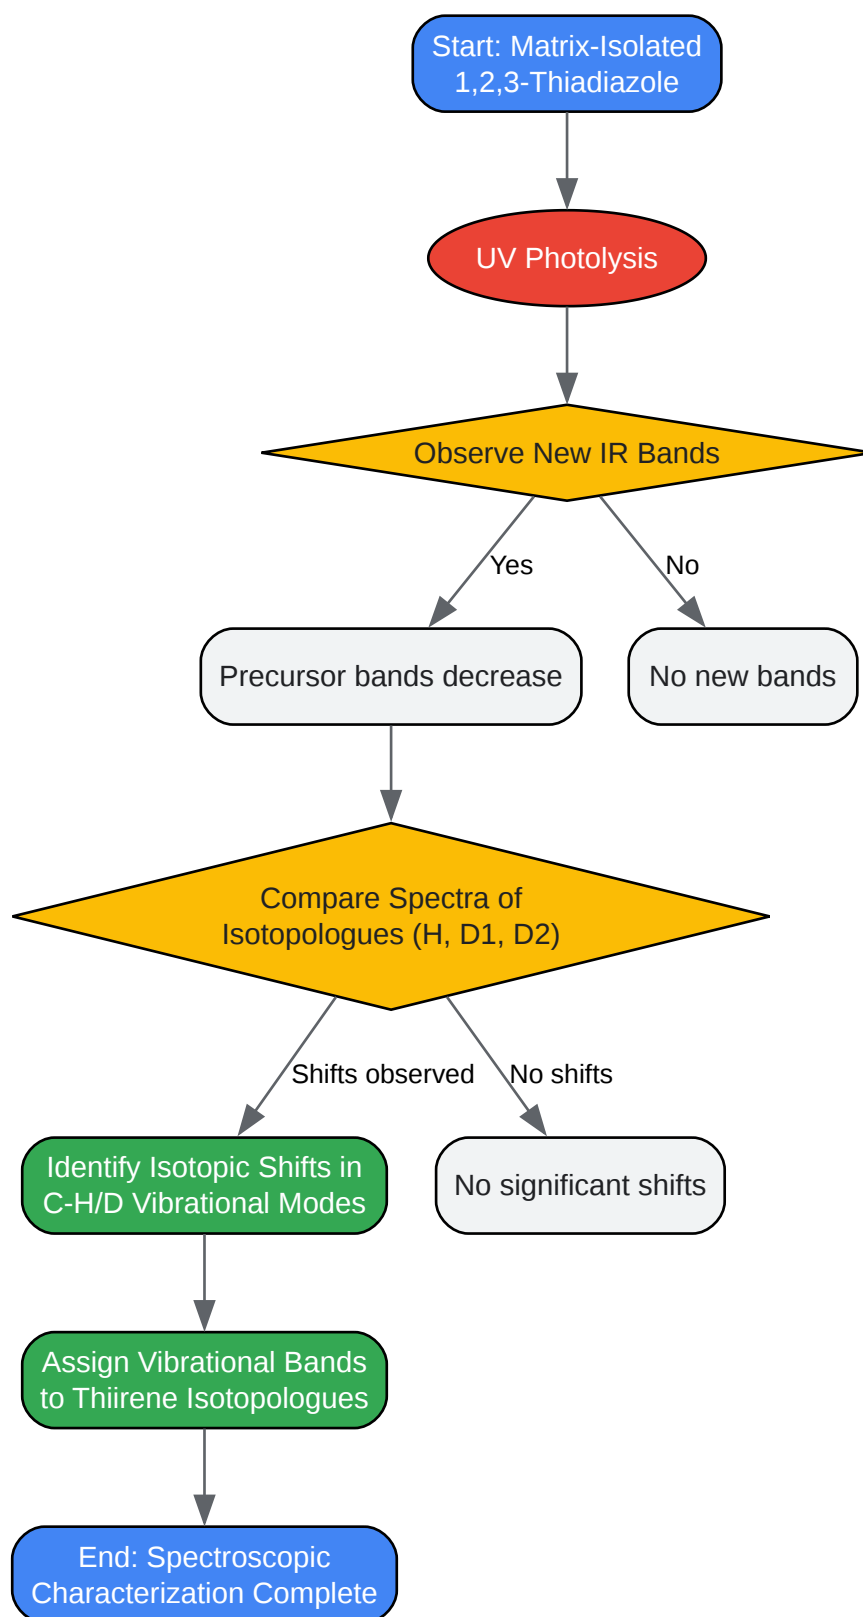 Start: Matrix-Isolated
1,2,3-Thiadiazole
UV Photolysis
Observe New IR Bands
Yes
No
Precursor bands decrease
No new bands
Compare Spectra of
Isotopologues (H, D1, D2)
Shifts observed
No shifts
Identify Isotopic Shifts in
C-H/D Vibrational Modes
No significant shifts
Assign Vibrational Bands
to Thiirene Isotopologues
End: Spectroscopic
Characterization Complete